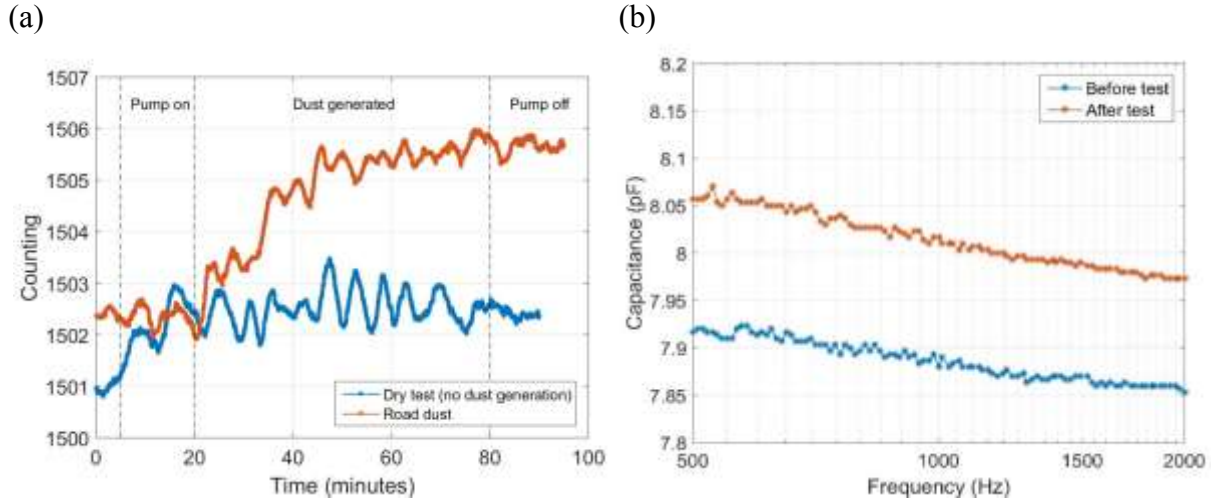 (a)
(b)
1507
1506
1505
1504
1503
1502
1501
1500
Counting
Pump on
Dust generated
Pump off
Dry test (no dust generation)
Road dust
0
20
40
60
80
100
Time (minutes)
8.2
8.15
8.1
8.05
8
7.95
7.9
7.85
7.8
Capacitance (pF)
Before test
After test
500
1000
1500
2000
Frequency (Hz)